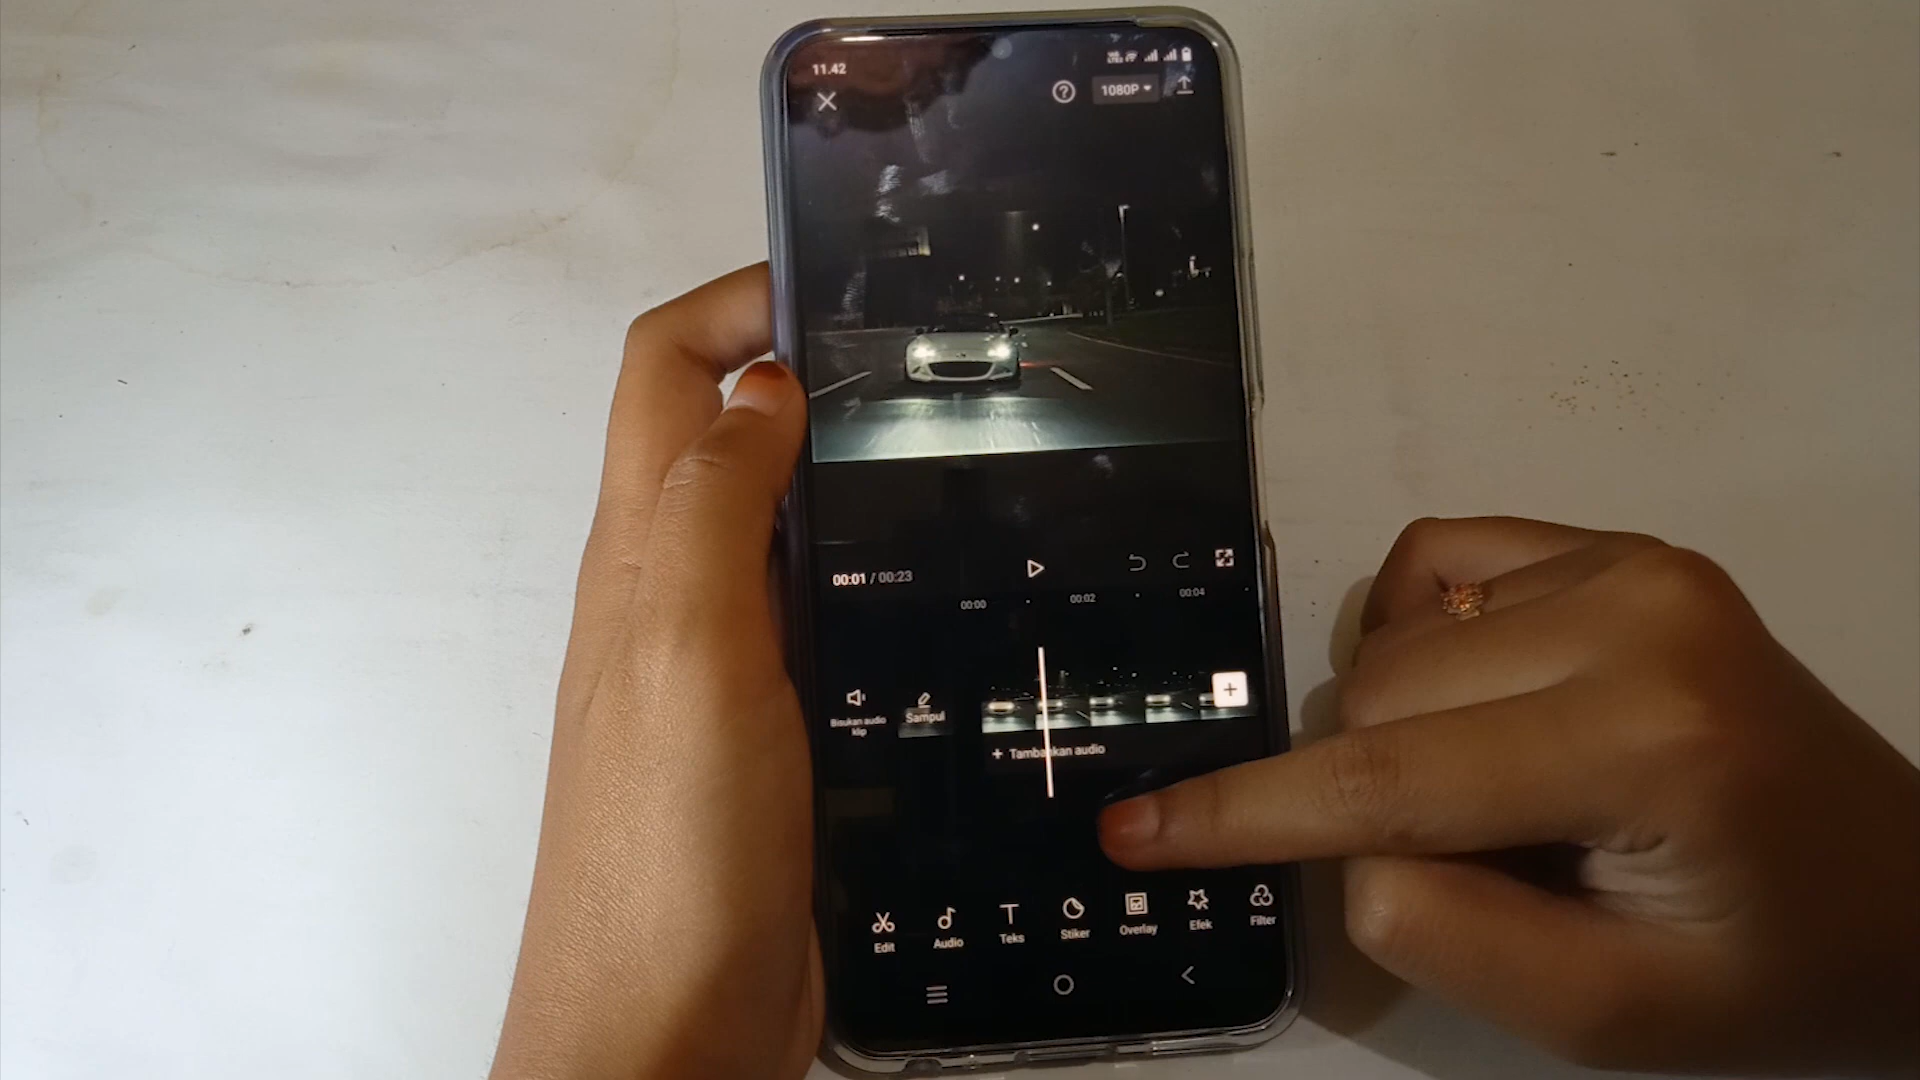 11.42
1080P
00:01 / 00:23
00:00
00:02
00:04
Bisukan audio
klip
Sampul
+ Tambahkan audio
Edit
Audio
Teks
Stiker
Overlay
Efek
Filter